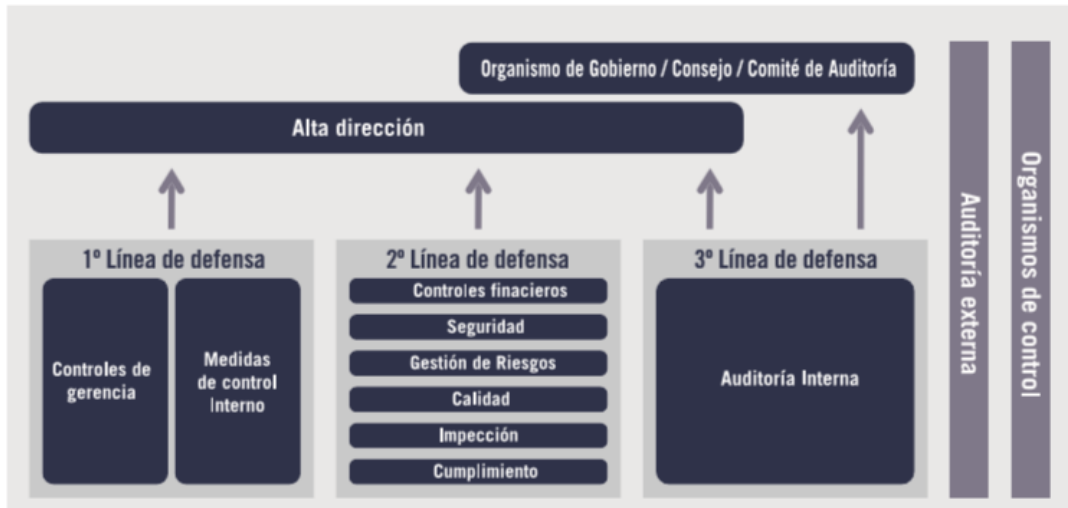 Organismo de Gobierno / Consejo / Comité de Auditoría
Alta dirección
1º Línea de defensa
Controles de
gerencia
Medidas
de control
Interno
2º Línea de defensa
Controles finacieros
Seguridad
Gestión de Riesgos
Calidad
Impección
Cumplimiento
3º Línea de defensa
Auditoría Interna
Auditoría externa
Organismos de control